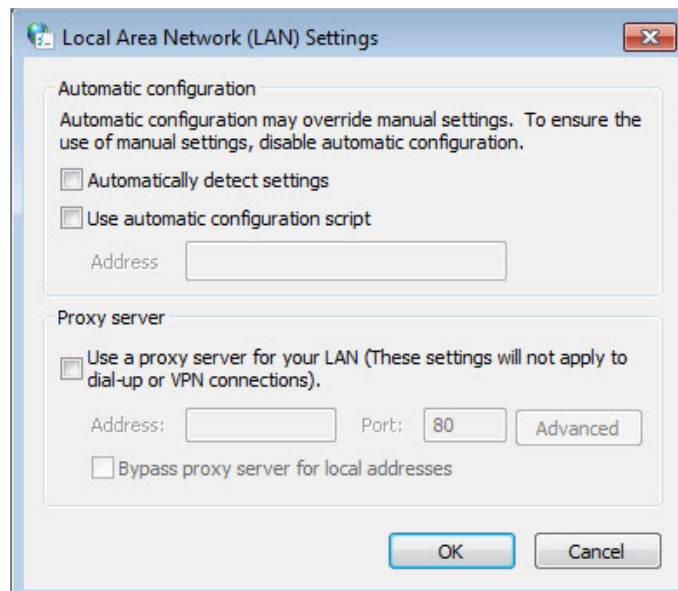 Local Area Network (LAN) Settings
Automatic configuration
Automatic configuration may override manual settings. To ensure the
use of manual settings, disable automatic configuration.
Automatically detect settings
Use automatic configuration script
Address
Proxy server
Use a proxy server for your LAN (These settings will not apply to
dial-up or VPN connections).
Address: Port: 80 Advanced
Bypass proxy server for local addresses
OK Cancel